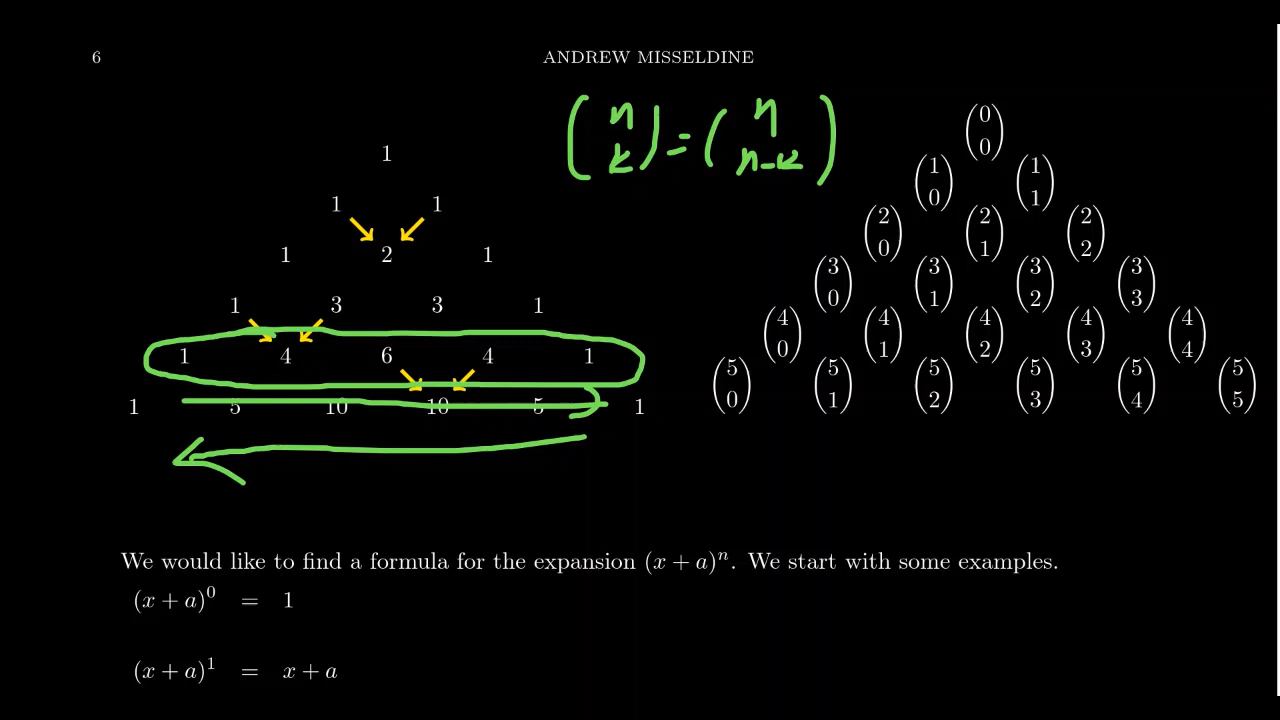 6 ANDREW MISSELDINE
(n k) = (n n-k)
1
1 1
1 2 1
1 3 3 1
1 4 6 4 1
1 5 10 10 5 1
(0 0)
(1 0) (1 1)
(2 0) (2 1) (2 2)
(3 0) (3 1) (3 2) (3 3)
(4 0) (4 1) (4 2) (4 3) (4 4)
(5 0) (5 1) (5 2) (5 3) (5 4) (5 5)
We would like to find a formula for the expansion (x + a)^n. We start with some examples.
(x + a)^0 = 1
(x + a)^1 = x + a